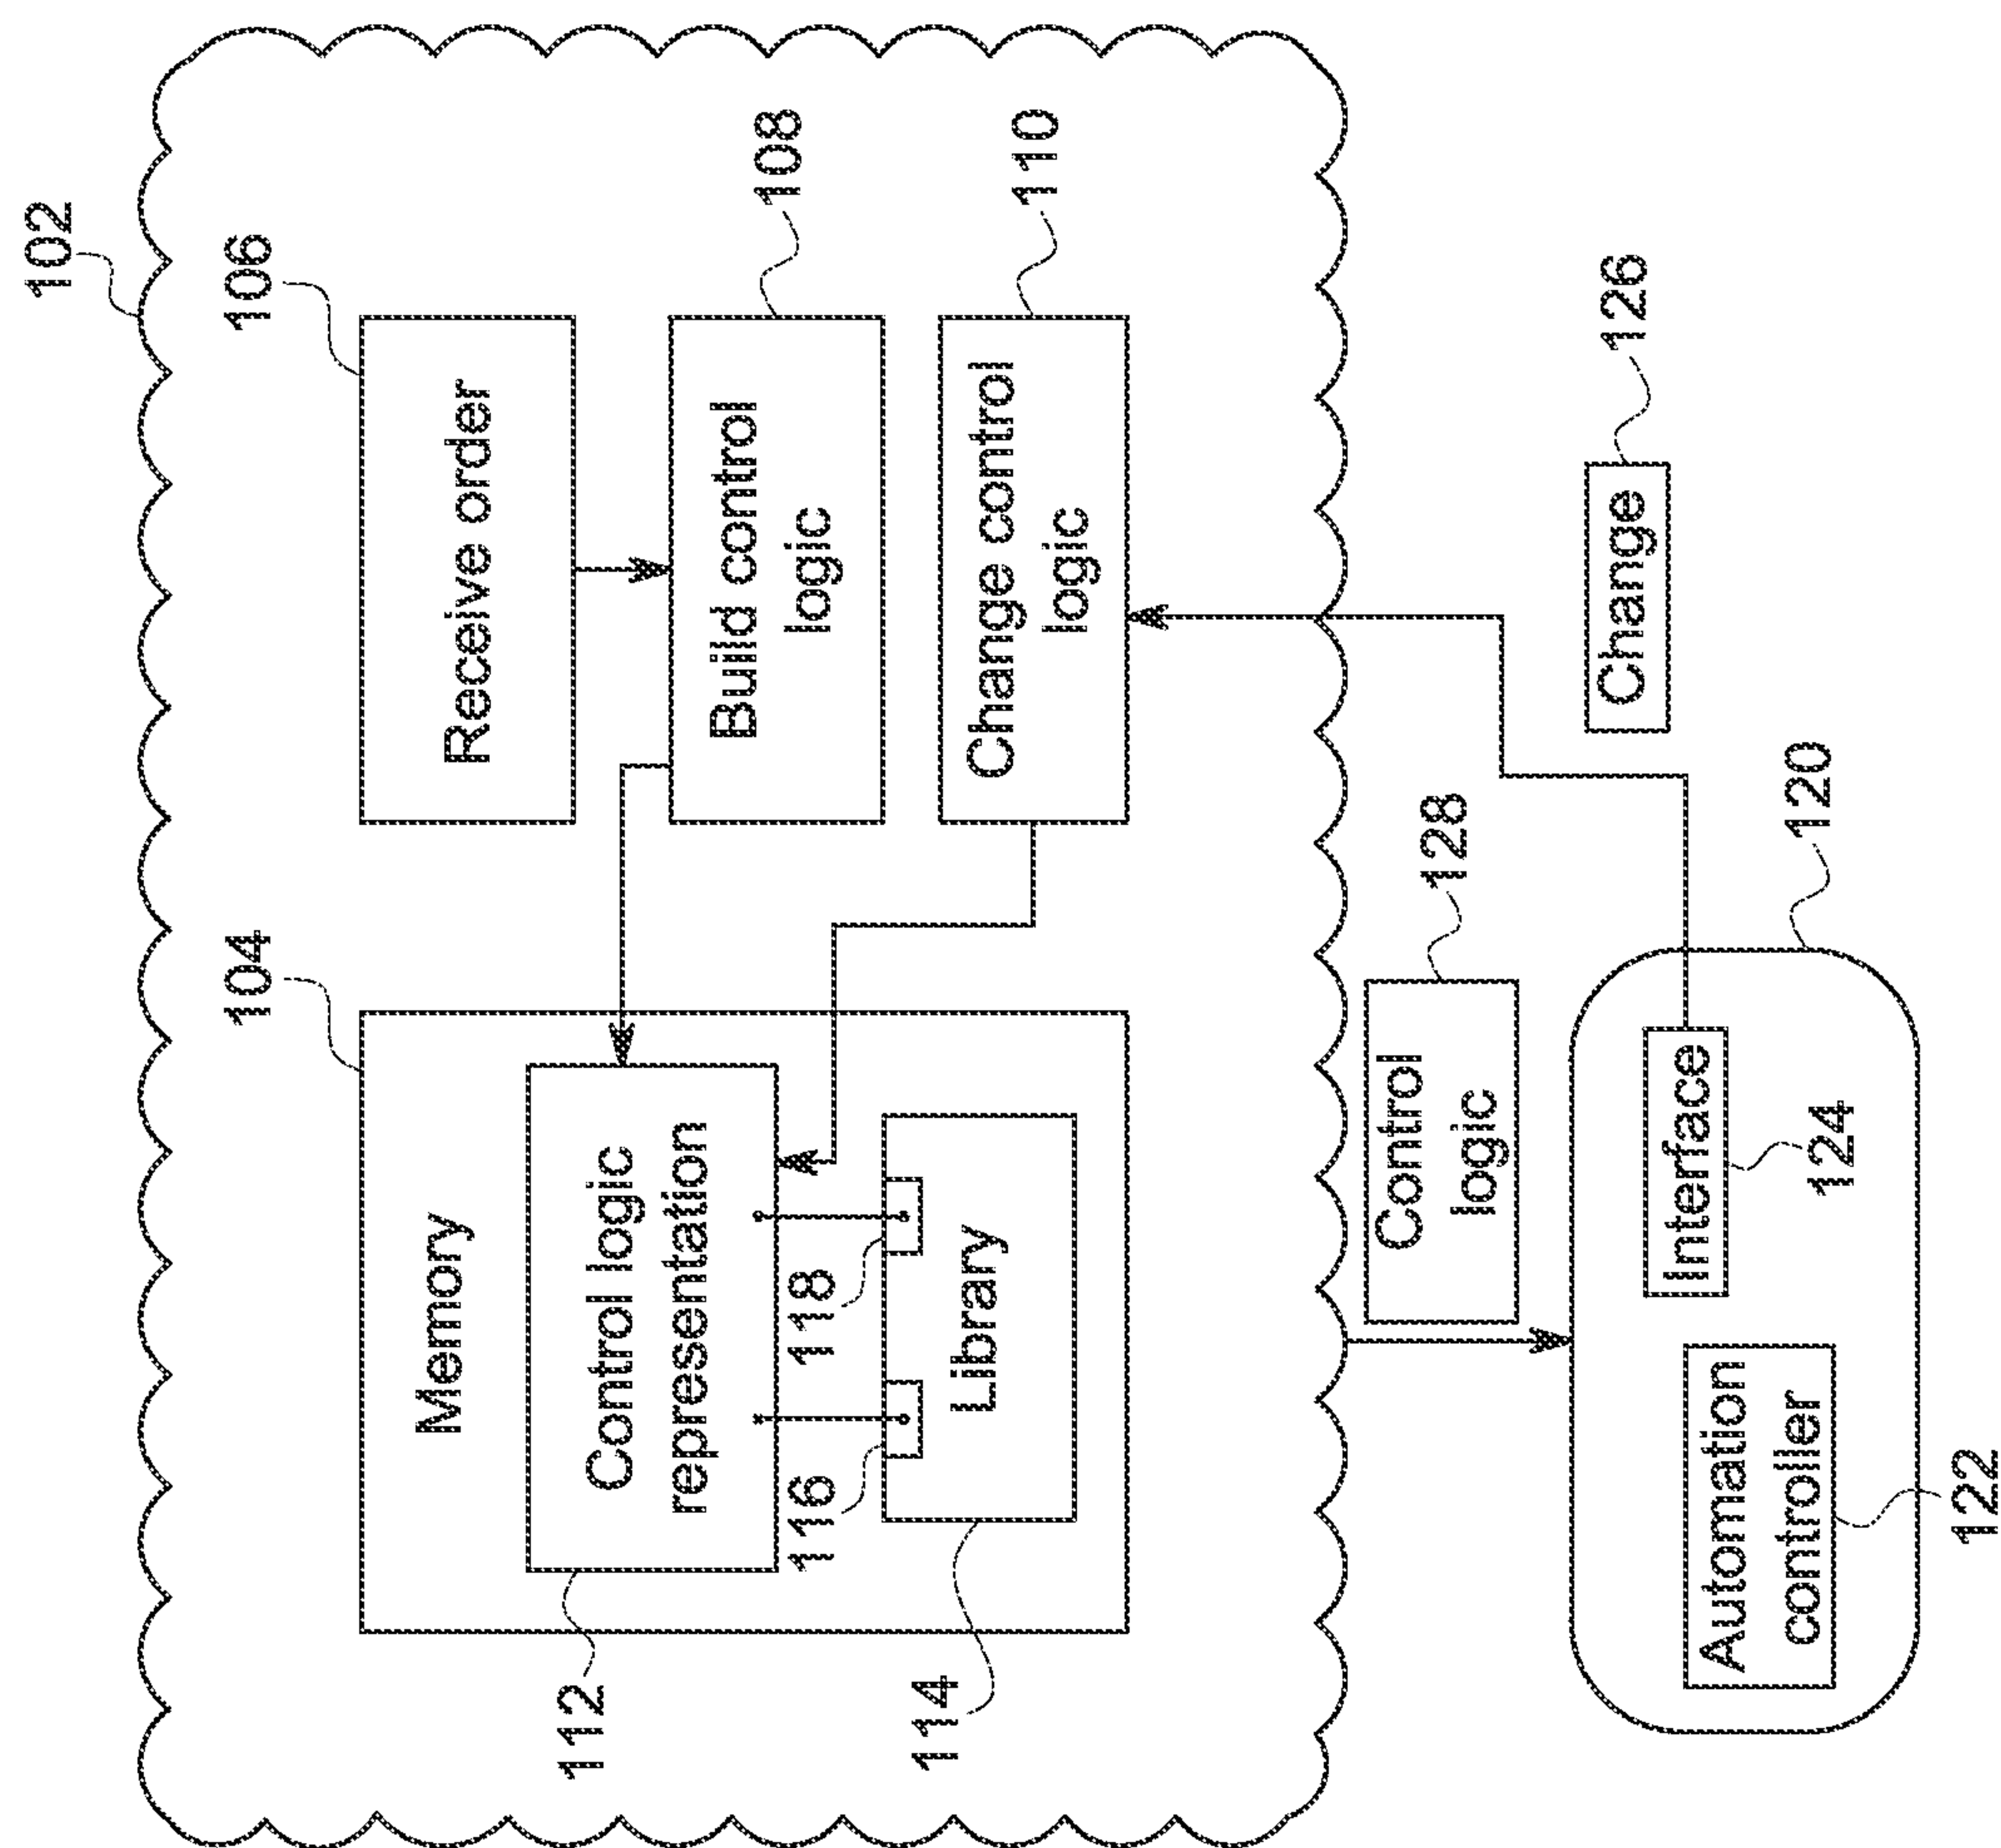 102
104
106
Memory
Receive order
Control logic
representation
112
Build control
logic
108
116
118
Library
114
Change control
logic
110
Control
logic
128
Change
126
120
Interface
124
Automation
controller
122